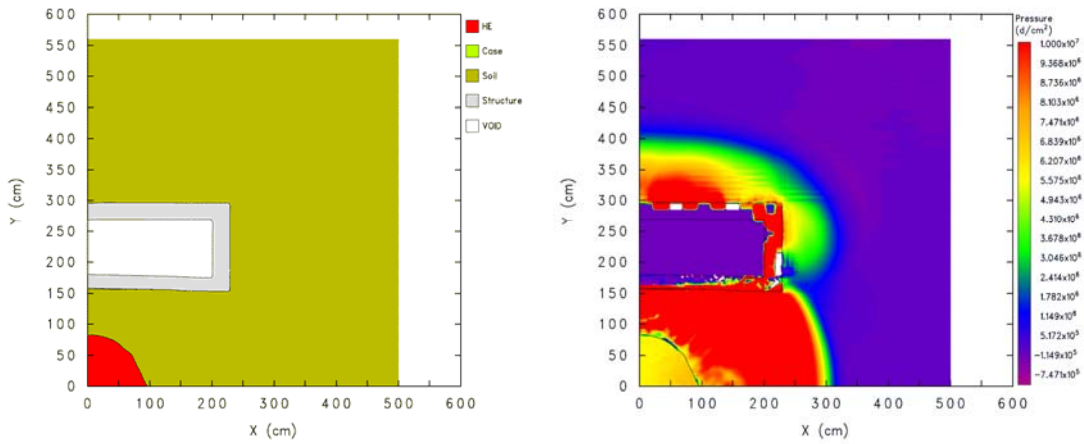 600
550
500
450
400
350
300
250
200
150
100
50
0
Y (cm)
0 100 200 300 400 500 600
X (cm)
HE
Case
Soil
Structure
VOID
600
550
500
450
400
350
300
250
200
150
100
50
0
Y (cm)
0 100 200 300 400 500 600
X (cm)
Pressure
(d/cm²)
1.000x10⁷
9.368x10⁶
8.736x10⁶
8.103x10⁶
7.471x10⁶
6.839x10⁶
6.207x10⁶
5.575x10⁶
4.943x10⁶
4.310x10⁶
3.678x10⁶
3.046x10⁶
2.414x10⁶
1.782x10⁶
1.149x10⁶
5.172x10⁵
-1.149x10⁵
-7.471x10⁵